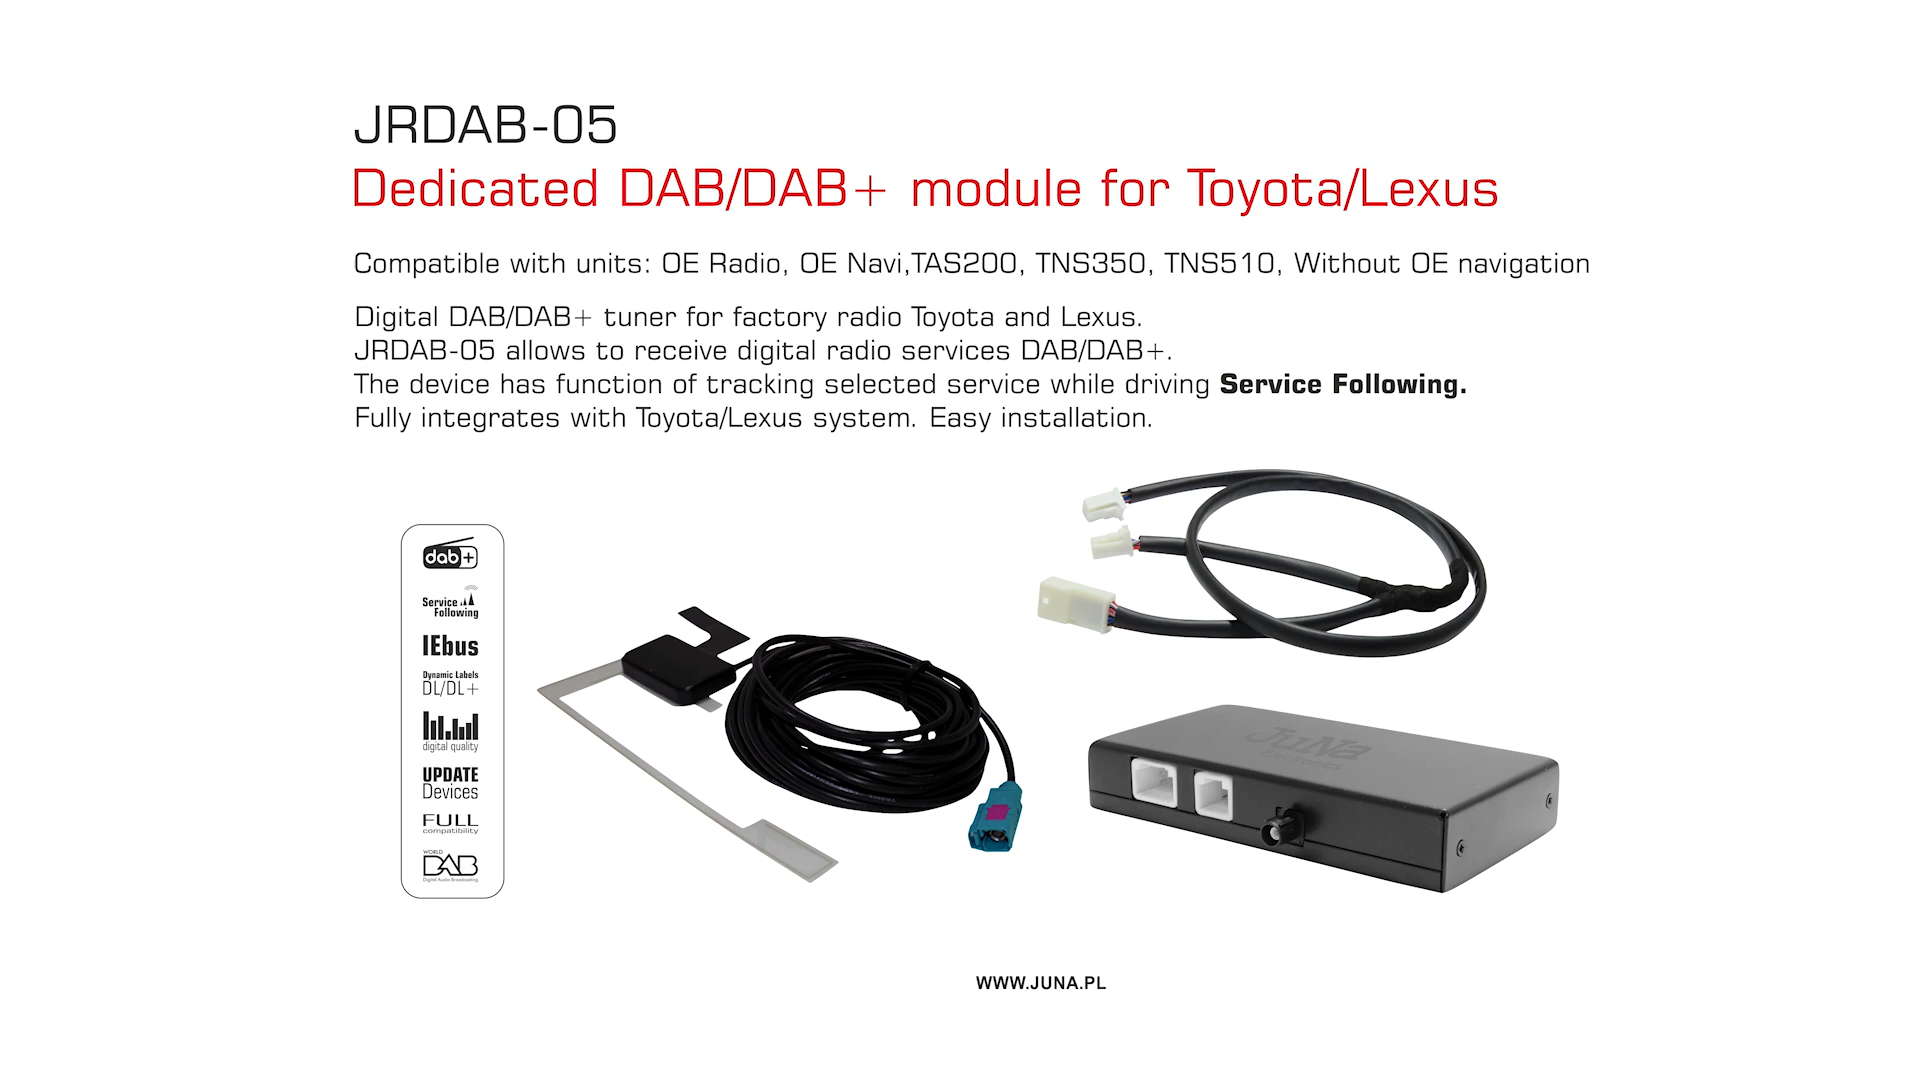 JRDAB-05
Dedicated DAB/DAB+ module for Toyota/Lexus
Compatible with units: OE Radio, OE Navi,TAS200, TNS350, TNS510, Without OE navigation
Digital DAB/DAB+ tuner for factory radio Toyota and Lexus.
JRDAB-05 allows to receive digital radio services DAB/DAB+.
The device has function of tracking selected service while driving Service Following.
Fully integrates with Toyota/Lexus system. Easy installation.
dab+
Service
Following
IEbus
Dynamic Labels
DL/DL+
digital quality
UPDATE
Devices
FULL
compatibility
WORLD
DAB
Digital Audio Broadcasting
JuNa
electronics
WWW.JUNA.PL